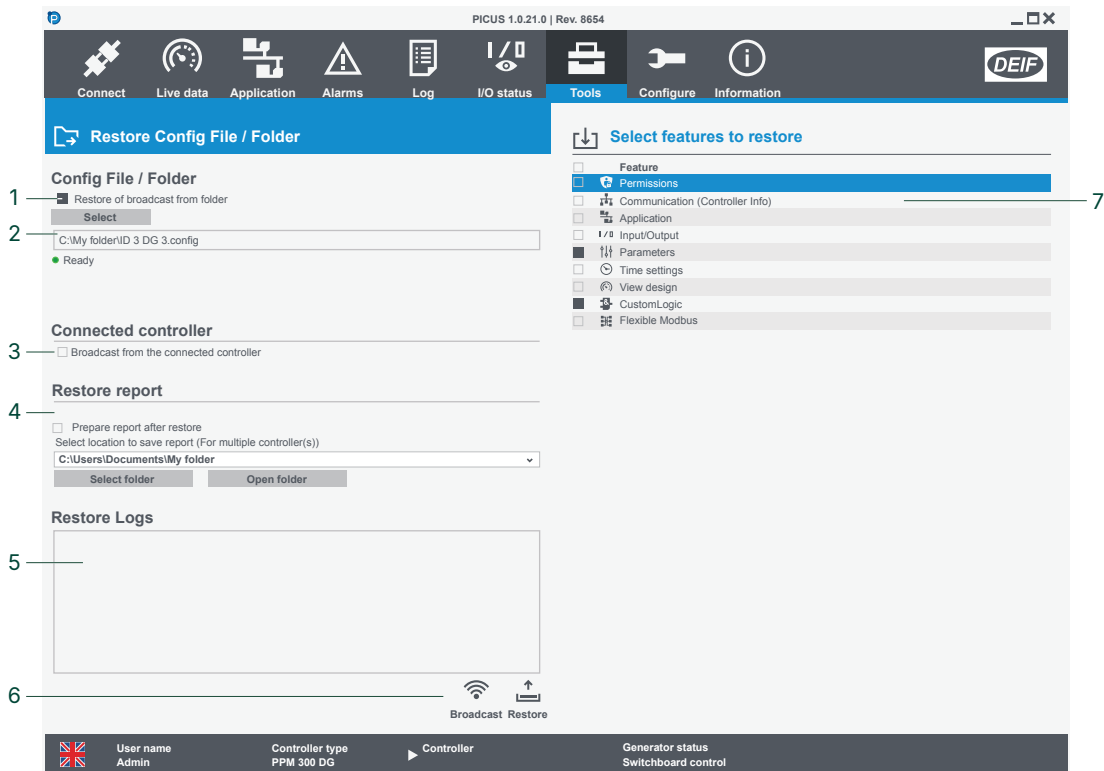 PICUS 1.0.21.0 | Rev. 8654
Connect Live data Application Alarms Log I/O status Tools Configure Information
DEIF
Restore Config File / Folder
Config File / Folder
1
Restore of broadcast from folder
Select
2
C:\My folder\ID 3 DG 3.config
Ready
Connected controller
3
Broadcast from the connected controller
Restore report
4
Prepare report after restore
Select location to save report (For multiple controller(s))
C:\Users\Documents\My folder
Select folder Open folder
Restore Logs
5
6
Broadcast Restore
Select features to restore
Feature
Permissions
Communication (Controller Info)
7
Application
I/0 Input/Output
Parameters
Time settings
View design
CustomLogic
Flexible Modbus
User name Controller type Controller Generator status
Admin PPM 300 DG Switchboard control